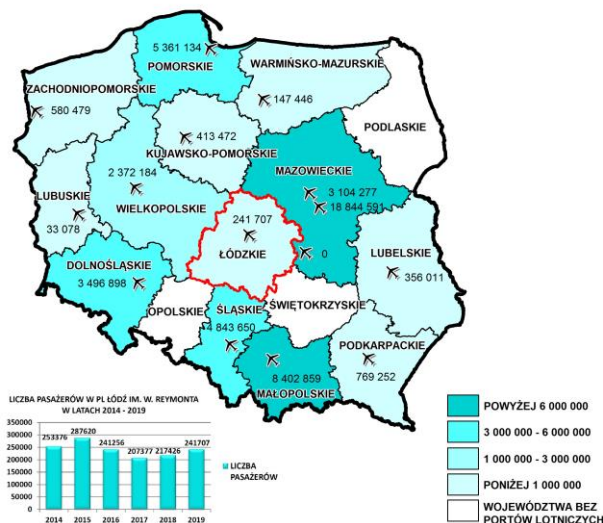 5 361 134
POMORSKIE
WARMIŃSKO-MAZURSKIE
147 446
ZACHODNIOPOMORSKIE
580 479
PODLASKIE
413 472
KUJAWSKO-POMORSKIE
MAZOWIECKIE
3 104 277
18 844 591
0
2 372 184
WIELKOPOLSKIE
LUBUSKIE
33 078
241 707
ŁÓDZKIE
LUBELSKIE
356 011
DOLNOŚLĄSKIE
3 496 898
OPOLSKIE
ŚLĄSKIE
4 843 650
ŚWIĘTOKRZYSKIE
PODKARPACKIE
769 252
8 402 859
MAŁOPOLSKIE
LICZBA PASAŻERÓW W PL ŁÓDŹ IM. W. REYMONTA
W LATACH 2014 - 2019
350000
300000
250000
200000
150000
100000
50000
0
253376
287620
241256
207377
217426
241707
2014 2015 2016 2017 2018 2019
LICZBA
PASAŻERÓW
POWYŻEJ 6 000 000
3 000 000 - 6 000 000
1 000 000 - 3 000 000
PONIŻEJ 1 000 000
WOJEWÓDZTWA BEZ
PORTÓW LOTNICZYCH